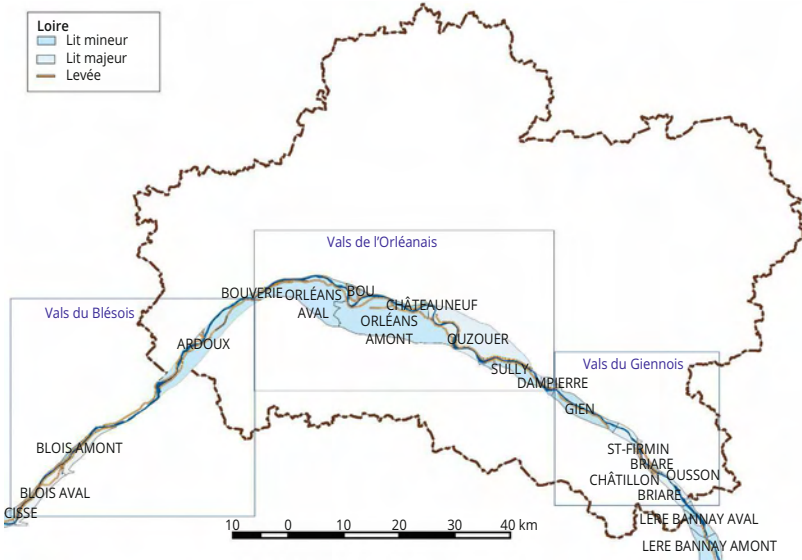 Loire
Lit mineur
Lit majeur
Levée
Vals de l'Orléanais
Vals du Blésois
BOUVERIE
ORLÉANS
AVAL
BOU
CHÂTEAUNEUF
ORLÉANS
AMONT
OUZOUER
ARDOUX
SULLY
DAMPIERRE
Vals du Giennois
GIEN
BLOIS AMONT
BLOIS AVAL
CISSE
ST-FIRMIN
BRIARE
OUSSON
CHÂTILLON
BRIARE
LERE BANNAY AVAL
LERE BANNAY AMONT
10 0 10 20 30 40 km